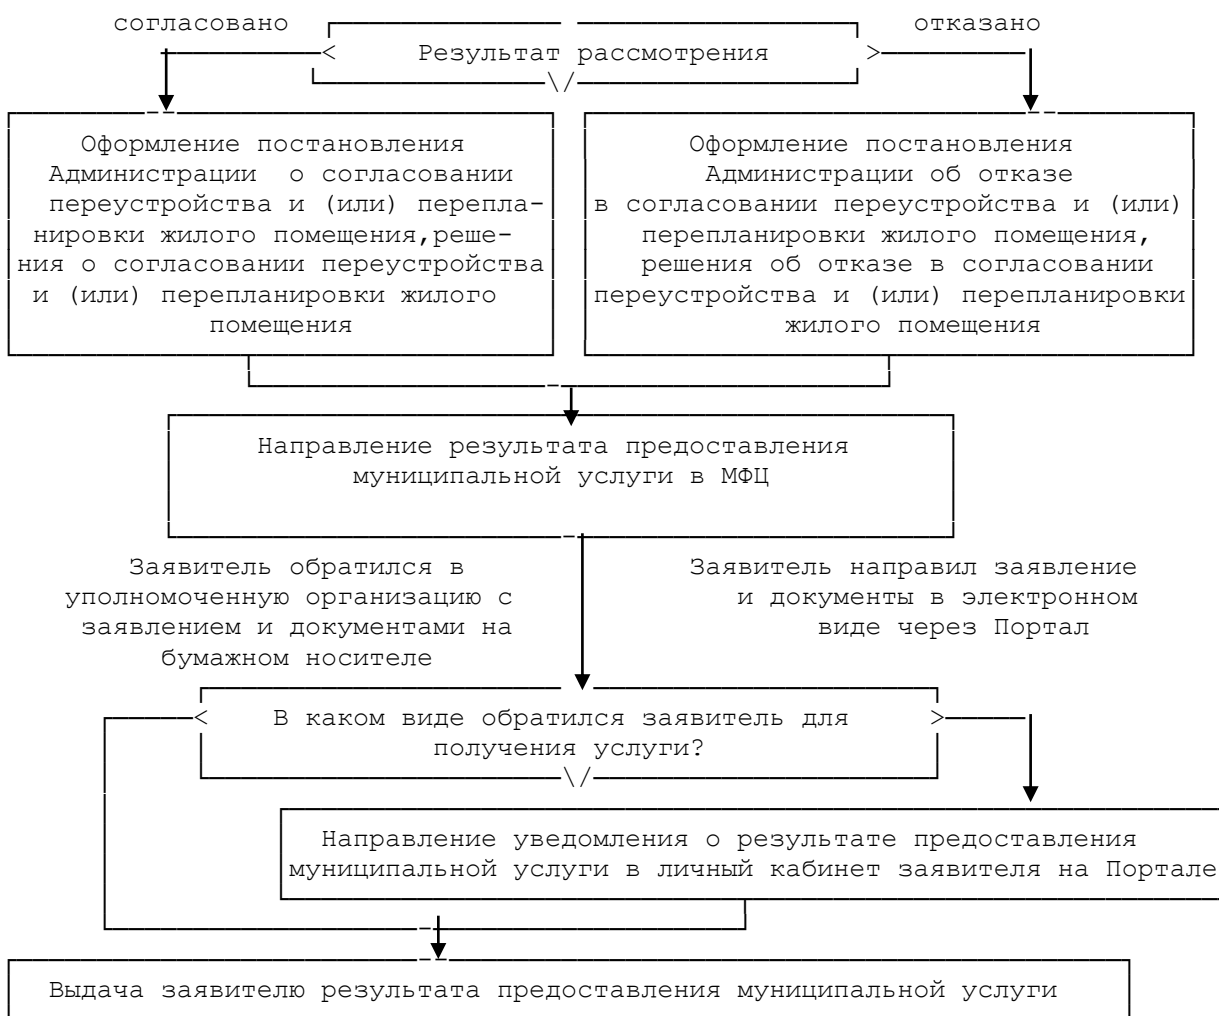 согласовано
отказано
Результат рассмотрения
Оформление постановления
Администрации о согласовании
переустройства и (или) перепла-
нировки жилого помещения,реше-
ния о согласовании переустройства
и (или) перепланировки жилого
помещения
Оформление постановления
Администрации об отказе
в согласовании переустройства и (или)
перепланировки жилого помещения,
решения об отказе в согласовании
переустройства и (или) перепланировки
жилого помещения
Направление результата предоставления
муниципальной услуги в МФЦ
Заявитель обратился в
уполномоченную организацию с
заявлением и документами на
бумажном носителе
Заявитель направил заявление
и документы в электронном
виде через Портал
В каком виде обратился заявитель для
получения услуги?
Направление уведомления о результате предоставления
муниципальной услуги в личный кабинет заявителя на Портале
Выдача заявителю результата предоставления муниципальной услуги